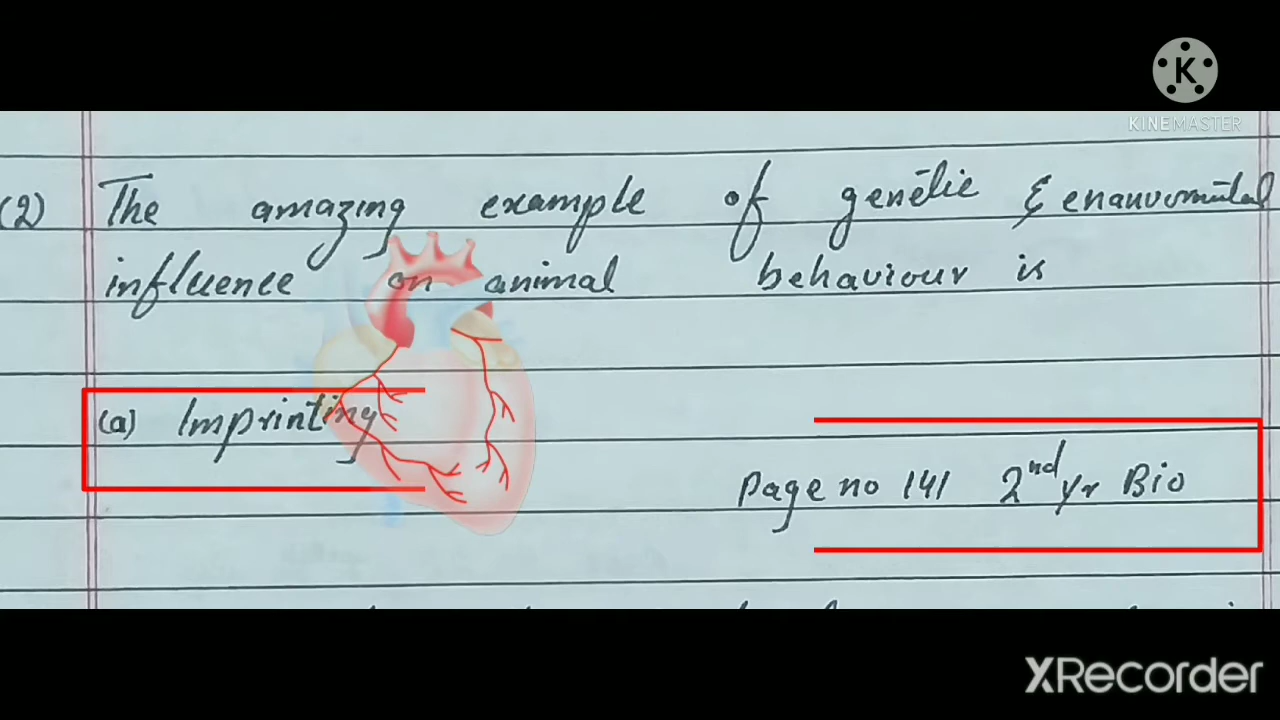 K
KINEMASTER
(2) The amazing example of genetic & enauvomntal
influence on animal behaviour is
(a) Imprinting
Page no 141 2nd yr Bio
XRecorder